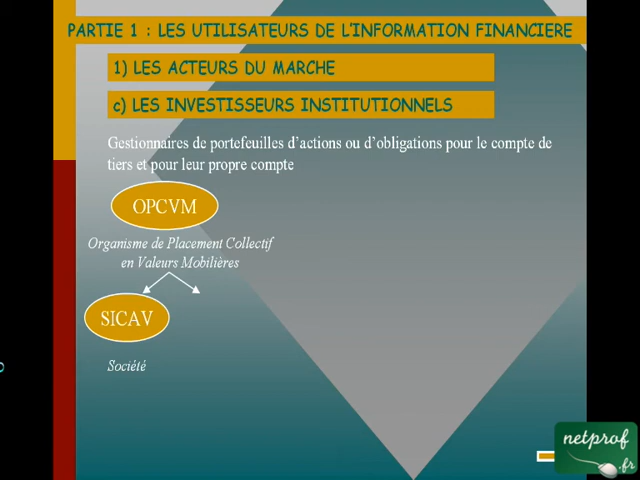 PARTIE 1 : LES UTILISATEURS DE L'INFORMATION FINANCIERE
1) LES ACTEURS DU MARCHE
c) LES INVESTISSEURS INSTITUTIONNELS
Gestionnaires de portefeuilles d'actions ou d'obligations pour le compte de
tiers et pour leur propre compte
OPCVM
Organisme de Placement Collectif
en Valeurs Mobilières
SICAV
Société
netprof
.fr